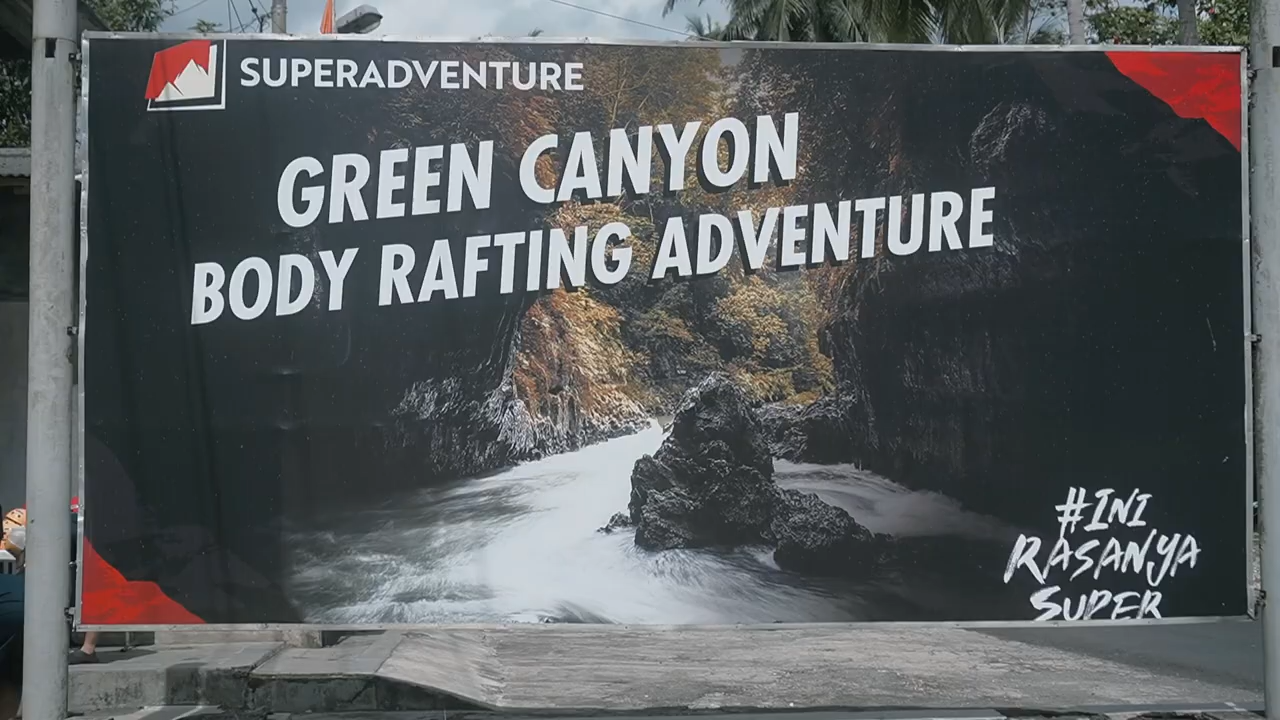 SUPERADVENTURE
GREEN CANYON
BODY RAFTING ADVENTURE
#INI
RASANYA
SUPER